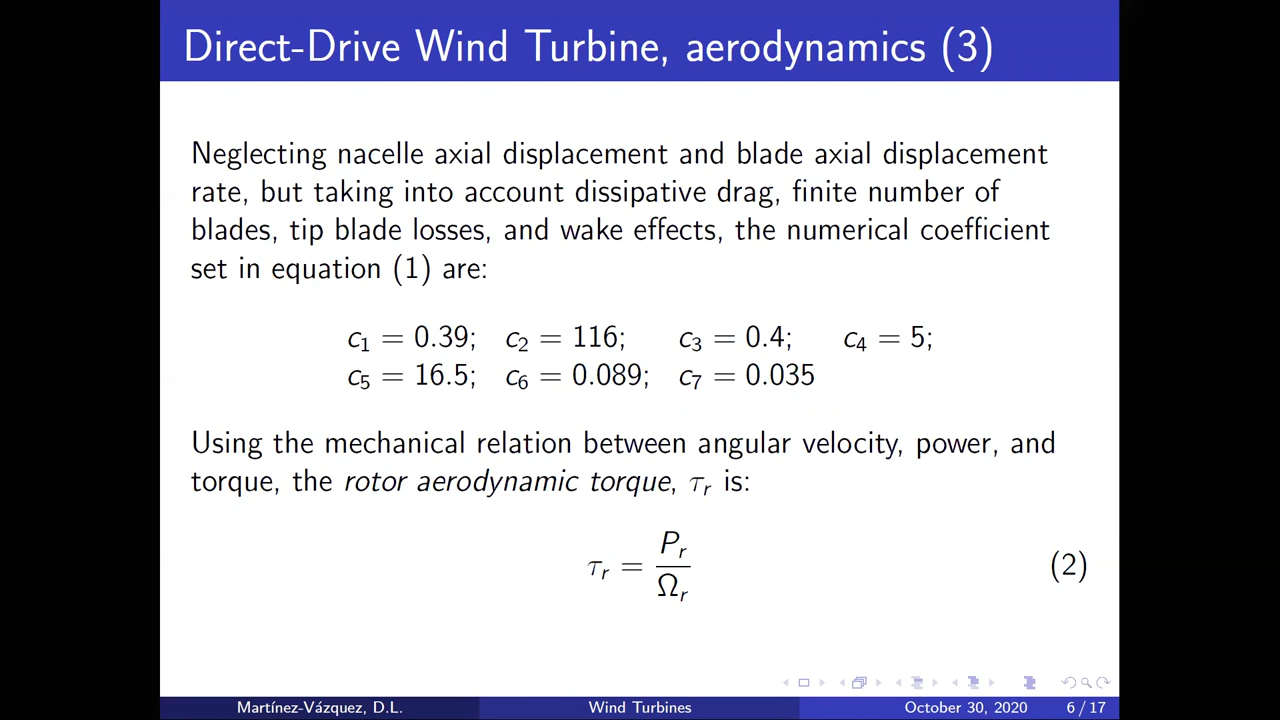 Direct-Drive Wind Turbine, aerodynamics (3)
Neglecting nacelle axial displacement and blade axial displacement
rate, but taking into account dissipative drag, finite number of
blades, tip blade losses, and wake effects, the numerical coefficient
set in equation (1) are:
c₁ = 0.39; c₂ = 116; c₃ = 0.4; c₄ = 5;
c₅ = 16.5; c₆ = 0.089; c₇ = 0.035
Using the mechanical relation between angular velocity, power, and
torque, the rotor aerodynamic torque, τᵣ is:
τᵣ = Pᵣ / Ωᵣ (2)
Martínez-Vázquez, D.L. Wind Turbines October 30, 2020 6 / 17